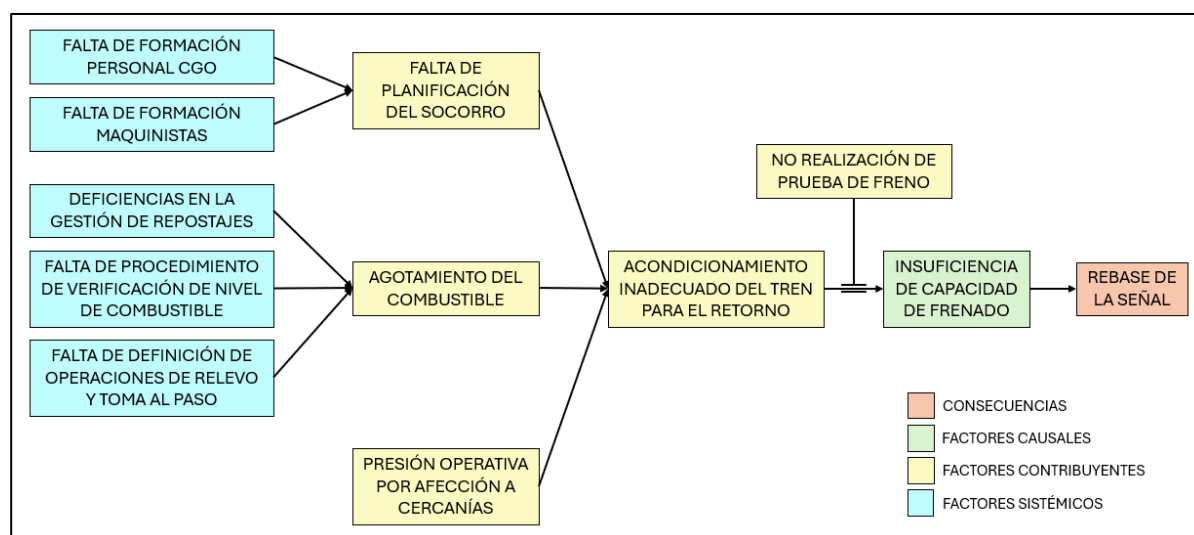 FALTA DE FORMACIÓN
PERSONAL CGO
FALTA DE FORMACIÓN
MAQUINISTAS
DEFICIENCIAS EN LA
GESTIÓN DE REPOSTAJES
FALTA DE PROCEDIMIENTO
DE VERIFICACIÓN DE NIVEL
DE COMBUSTIBLE
FALTA DE DEFINICIÓN DE
OPERACIONES DE RELEVO
Y TOMA AL PASO
FALTA DE
PLANIFICACIÓN
DEL SOCORRO
AGOTAMIENTO DEL
COMBUSTIBLE
PRESIÓN OPERATIVA
POR AFECCIÓN A
CERCANÍAS
ACONDICIONAMIENTO
INADECUADO DEL TREN
PARA EL RETORNO
NO REALIZACIÓN DE
PRUEBA DE FRENO
INSUFICIENCIA
DE CAPACIDAD
DE FRENADO
REBASE DE
LA SEÑAL
CONSECUENCIAS
FACTORES CAUSALES
FACTORES CONTRIBUYENTES
FACTORES SISTÉMICOS